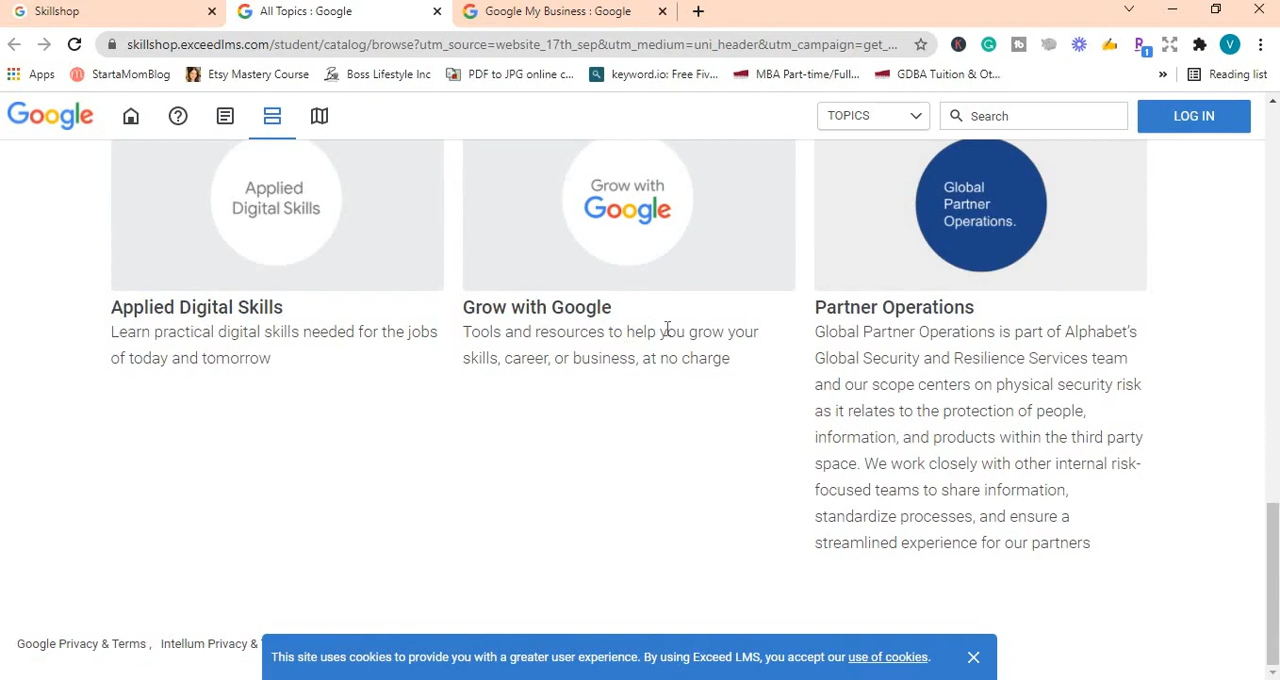 Skillshop
All Topics : Google
Google My Business : Google
skillshop.exceedlms.com/student/catalog/browse?utm_source=website_17th_sep&utm_medium=uni_header&utm_campaign=get_...
V
Apps
StartaMomBlog
Etsy Mastery Course
Boss Lifestyle Inc
PDF to JPG online c...
keyword.io: Free Fiv...
MBA Part-time/Full...
GDBA Tuition & Ot...
»
Reading list
Google
TOPICS
Search
LOG IN
Applied
Digital Skills
Grow with
Google
Global
Partner
Operations.
Applied Digital Skills
Learn practical digital skills needed for the jobs
of today and tomorrow
Grow with Google
Tools and resources to help you grow your
skills, career, or business, at no charge
Partner Operations
Global Partner Operations is part of Alphabet's
Global Security and Resilience Services team
and our scope centers on physical security risk
as it relates to the protection of people,
information, and products within the third party
space. We work closely with other internal risk-
focused teams to share information,
standardize processes, and ensure a
streamlined experience for our partners
Google Privacy & Terms ,
Intellum Privacy &
This site uses cookies to provide you with a greater user experience. By using Exceed LMS, you accept our use of cookies.